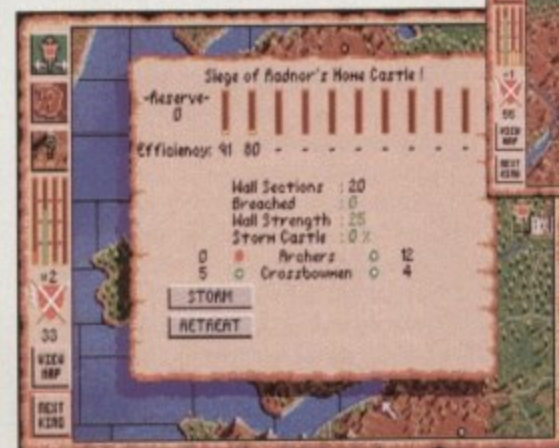 Siege of Radnor's Home Castle !
-Reserve-
0
Efficiency: 91 80 - - - - - - - -
Wall Sections : 20
Breached : 0
Wall Strength : 25
Storm Castle : 0 %
0 Archers 12
5 Crossbowmen 4
STORM
RETREAT
+2
33
VIEW
MAP
NEXT
KING
+1
55
VIEW
MAP
NEXT
KING